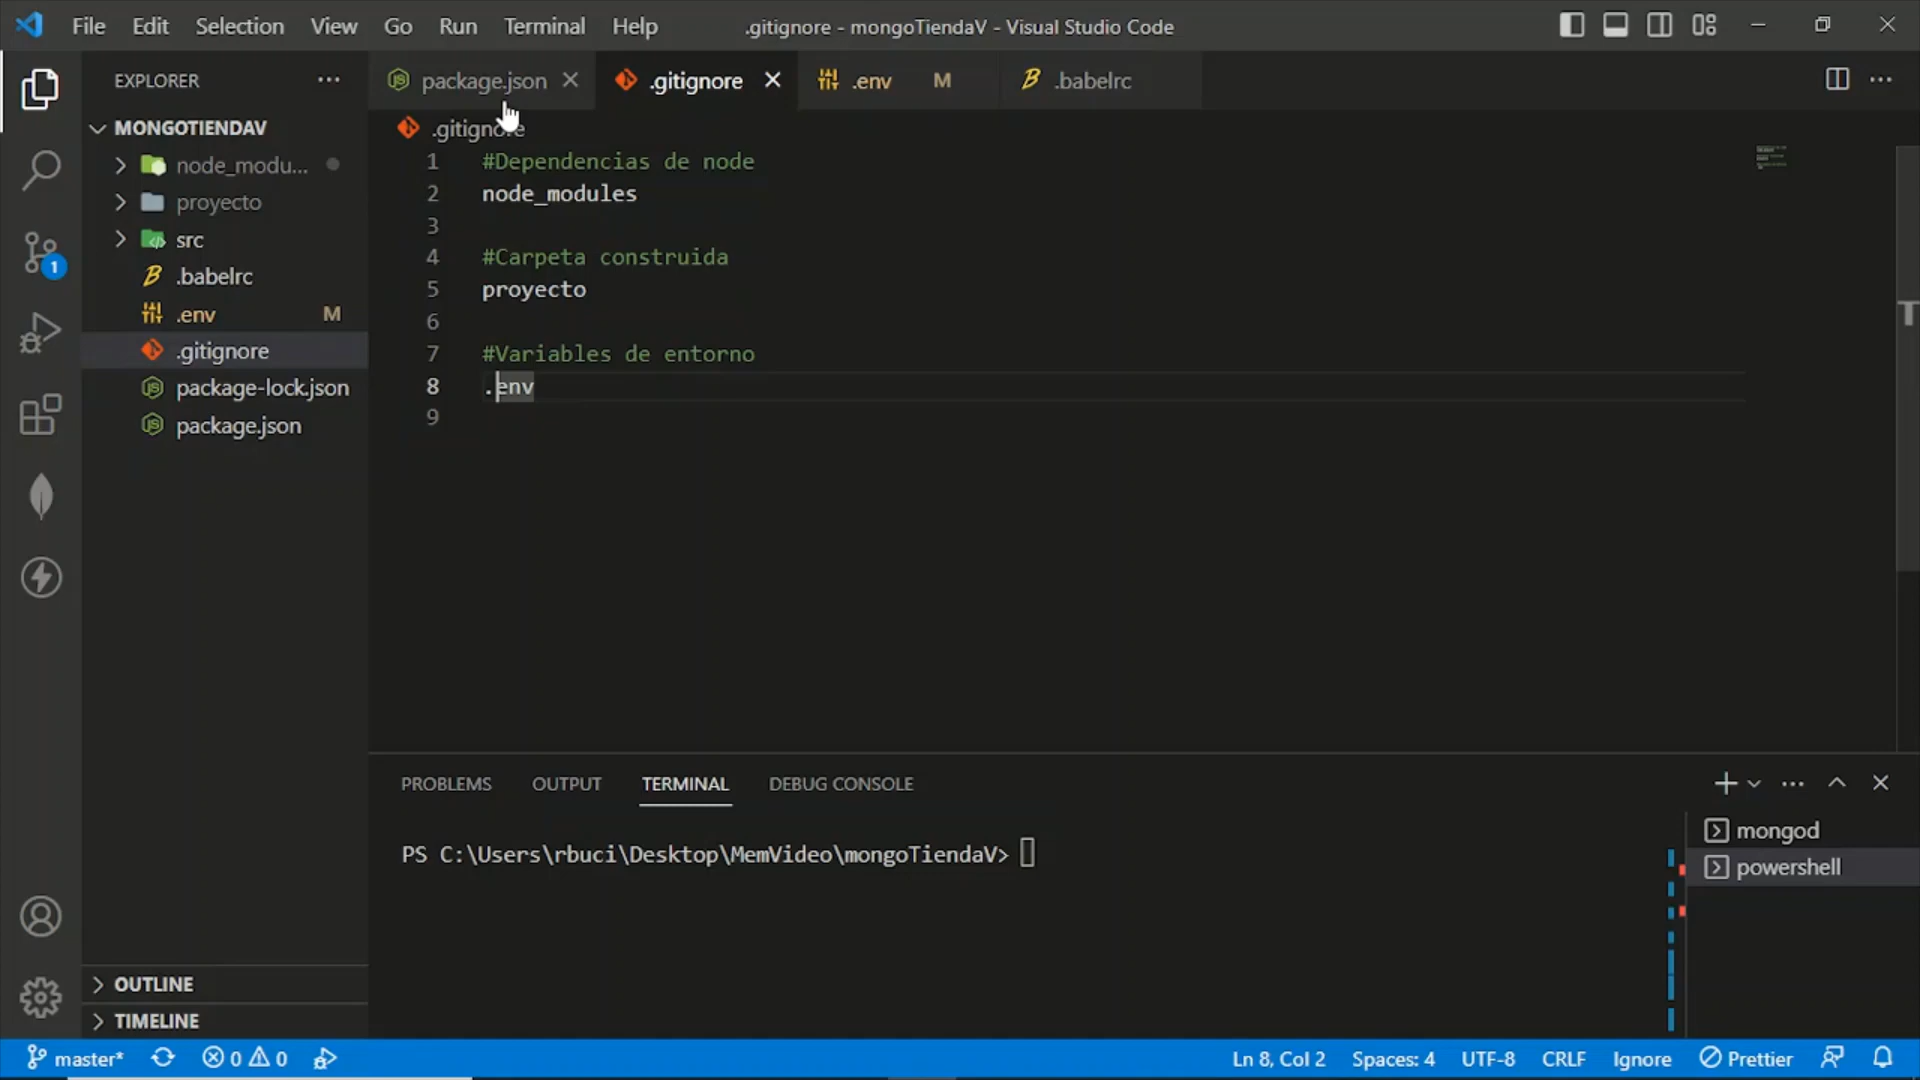 File Edit Selection View Go Run Terminal Help .gitignore - mongoTiendaV - Visual Studio Code
EXPLORER
MONGOTIENDAV
node_modu...
proyecto
src
.babelrc
.env M
.gitignore
package-lock.json
package.json
OUTLINE
TIMELINE
package.json .gitignore .env M .babelrc
.gitignore
1 #Dependencias de node
2 node_modules
3
4 #Carpeta construida
5 proyecto
6
7 #Variables de entorno
8 .env
9
PROBLEMS OUTPUT TERMINAL DEBUG CONSOLE
PS C:\Users\rbuci\Desktop\MemVideo\mongoTiendaV>
mongod
powershell
1
master* 0 0 Ln 8, Col 2 Spaces: 4 UTF-8 CRLF Ignore Prettier